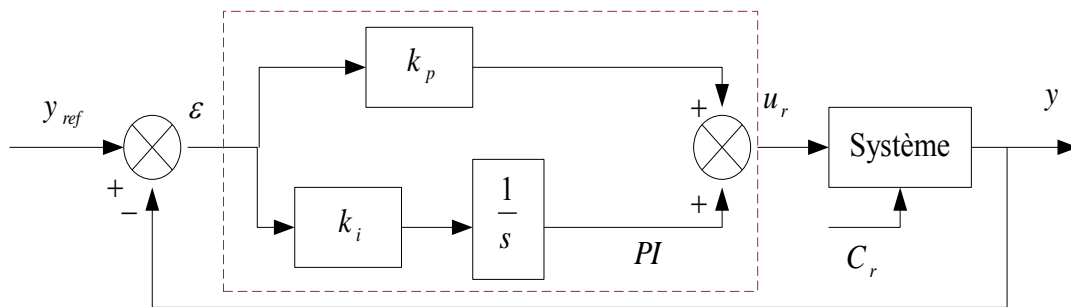 k_p
y_ref
ε
+
−
+
+
u_r
Système
y
k_i
1/s
PI
C_r